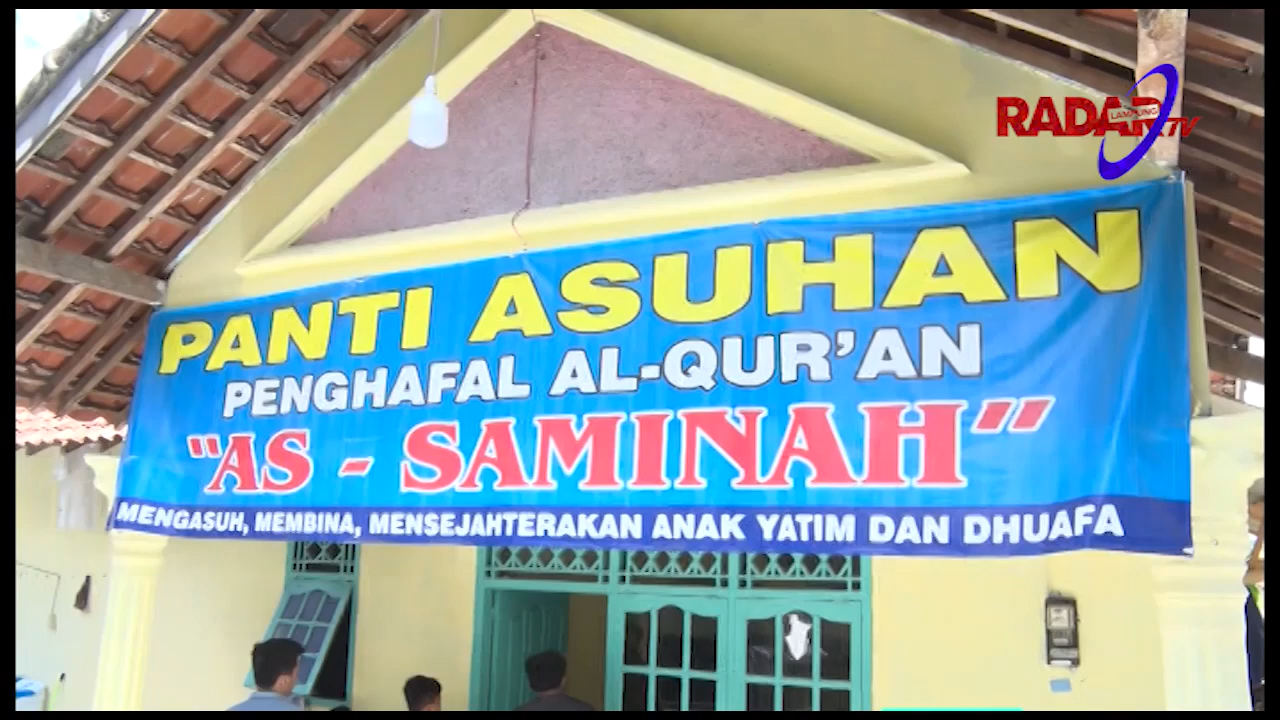 RADAR
LAMPUNG
TV
PANTI ASUHAN
PENGHAFAL AL-QUR'AN
"AS - SAMINAH"
MENGASUH, MEMBINA, MENSEJAHTERAKAN ANAK YATIM DAN DHUAFA